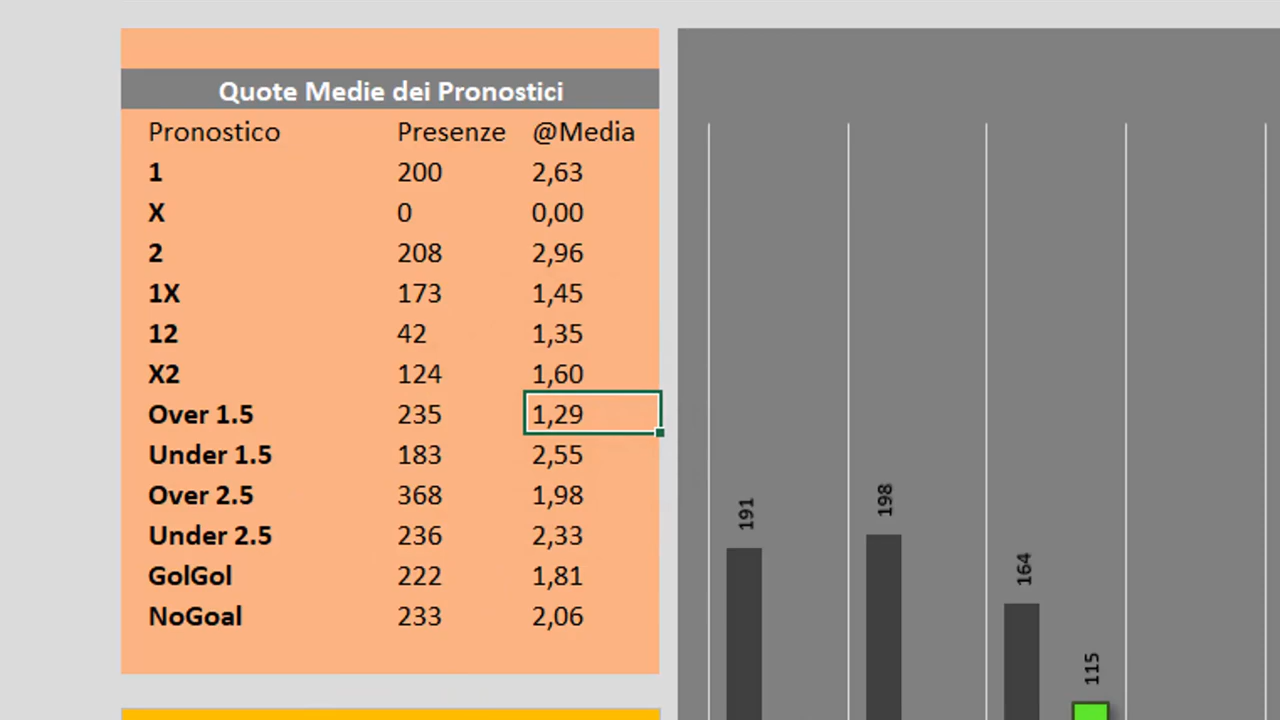 Quote Medie dei Pronostici
Pronostico Presenze @Media
1 200 2,63
X 0 0,00
2 208 2,96
1X 173 1,45
12 42 1,35
X2 124 1,60
Over 1.5 235 1,29
Under 1.5 183 2,55
Over 2.5 368 1,98
Under 2.5 236 2,33
GolGol 222 1,81
NoGoal 233 2,06
191
198
164
115